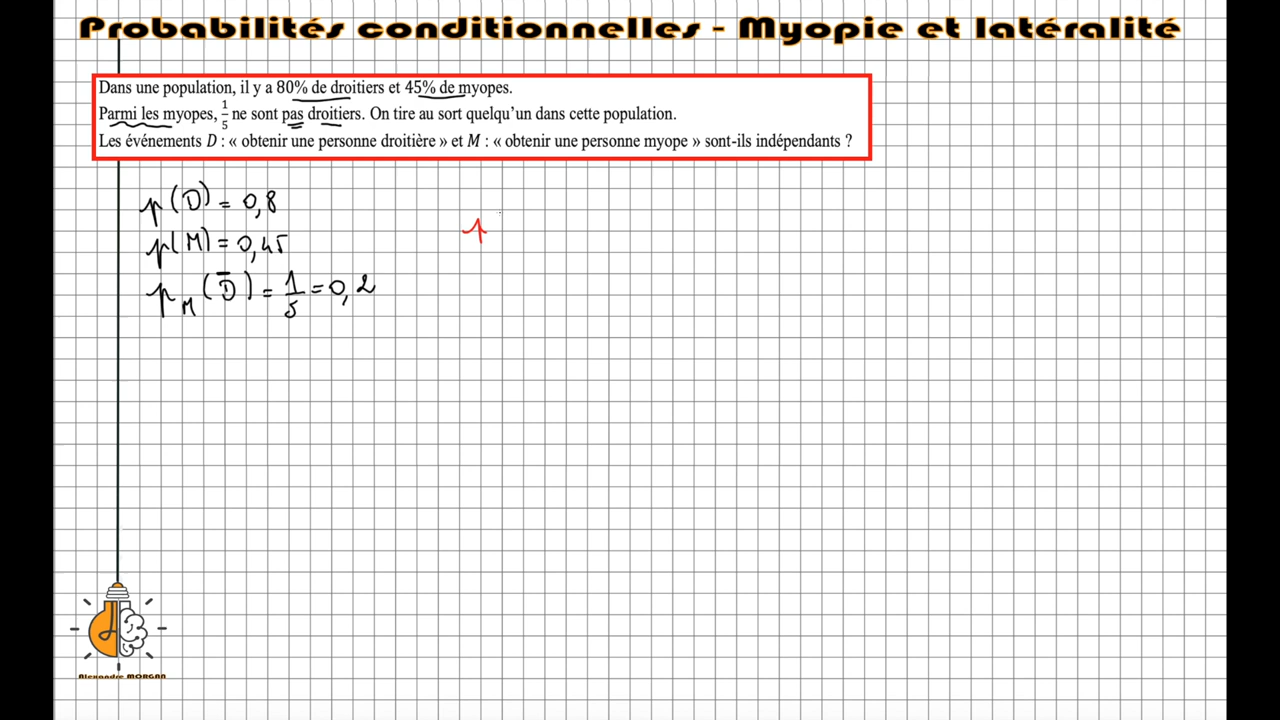 Probabilités conditionnelles - Myopie et latéralité
Dans une population, il y a 80% de droitiers et 45% de myopes.
Parmi les myopes, 1/5 ne sont pas droitiers. On tire au sort quelqu'un dans cette population.
Les événements D : « obtenir une personne droitière » et M : « obtenir une personne myope » sont-ils indépendants ?
p(D) = 0,8
p(M) = 0,45
p_M(D̅) = 1/5 = 0,2
Alexandre MORGAN